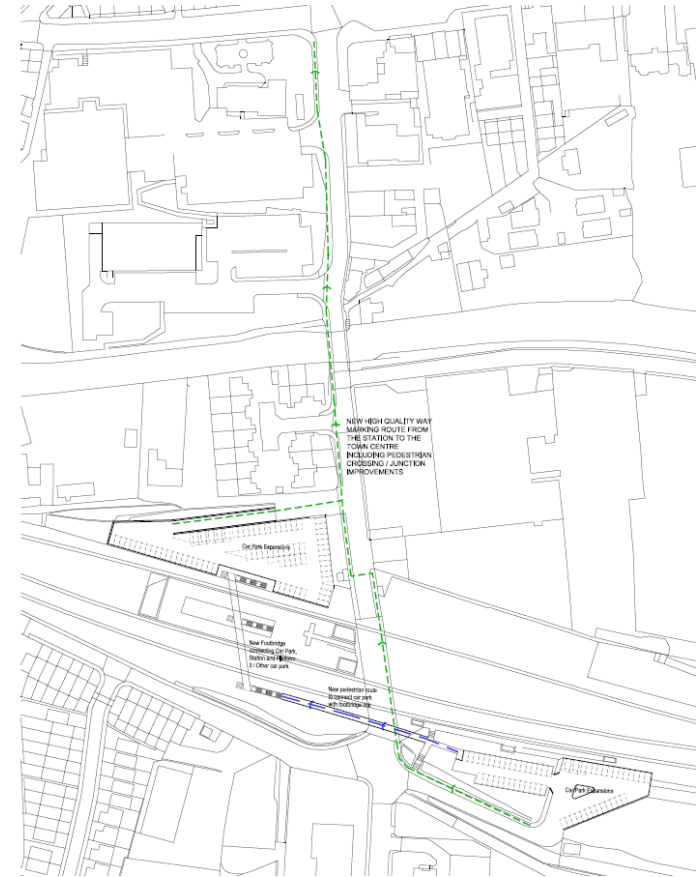 NEW HIGH QUALITY WAY
MARKING ROUTE FROM
THE STATION TO THE
TOWN CENTRE
INCLUDING PEDESTRIAN
CROSSING / JUNCTION
IMPROVEMENTS
Car Park Expansions
New Footbridge
connecting Car Park,
Station and Platform
3 / Other car park
New pedestrian route
to connect car park
with footbridge link
Car Park Expansions